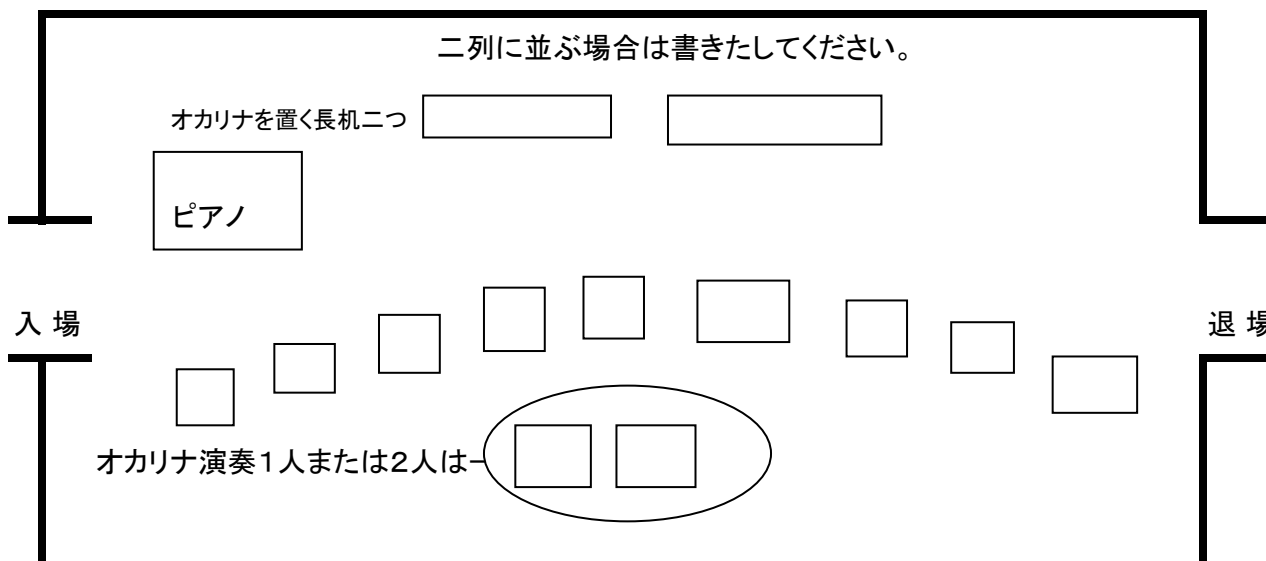 二列に並ぶ場合は書きたしてください。
オカリナを置く長机二つ
ピアノ
入 場
退 場
オカリナ演奏１人または２人は